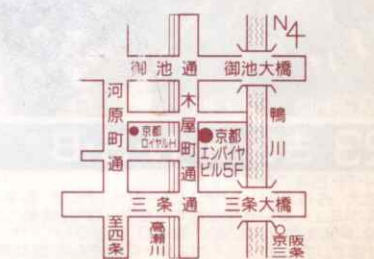 N
御池通
御池大橋
河原町通
木屋町通
鴨川
京都
ロイヤルH
京都
エンパイヤ
ビル5F
三条通
三条大橋
至四条
高瀬川
京阪
三条